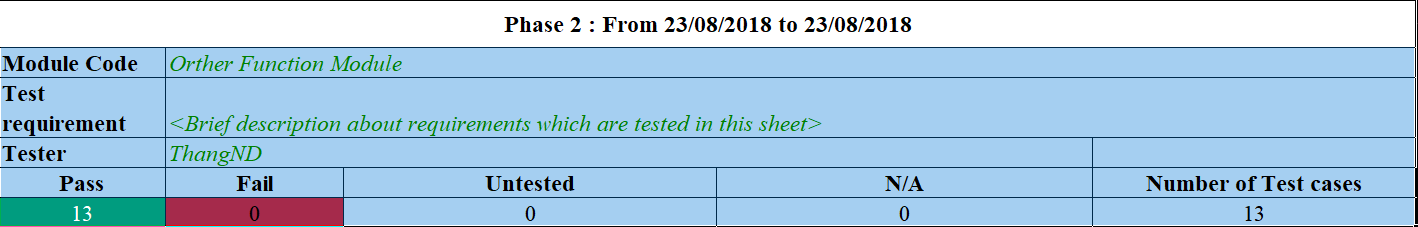 Phase 2 : From 23/08/2018 to 23/08/2018
Module Code Orther Function Module
Test
requirement <Brief description about requirements which are tested in this sheet>
Tester ThangND
Pass Fail Untested N/A Number of Test cases
13 0 0 0 13